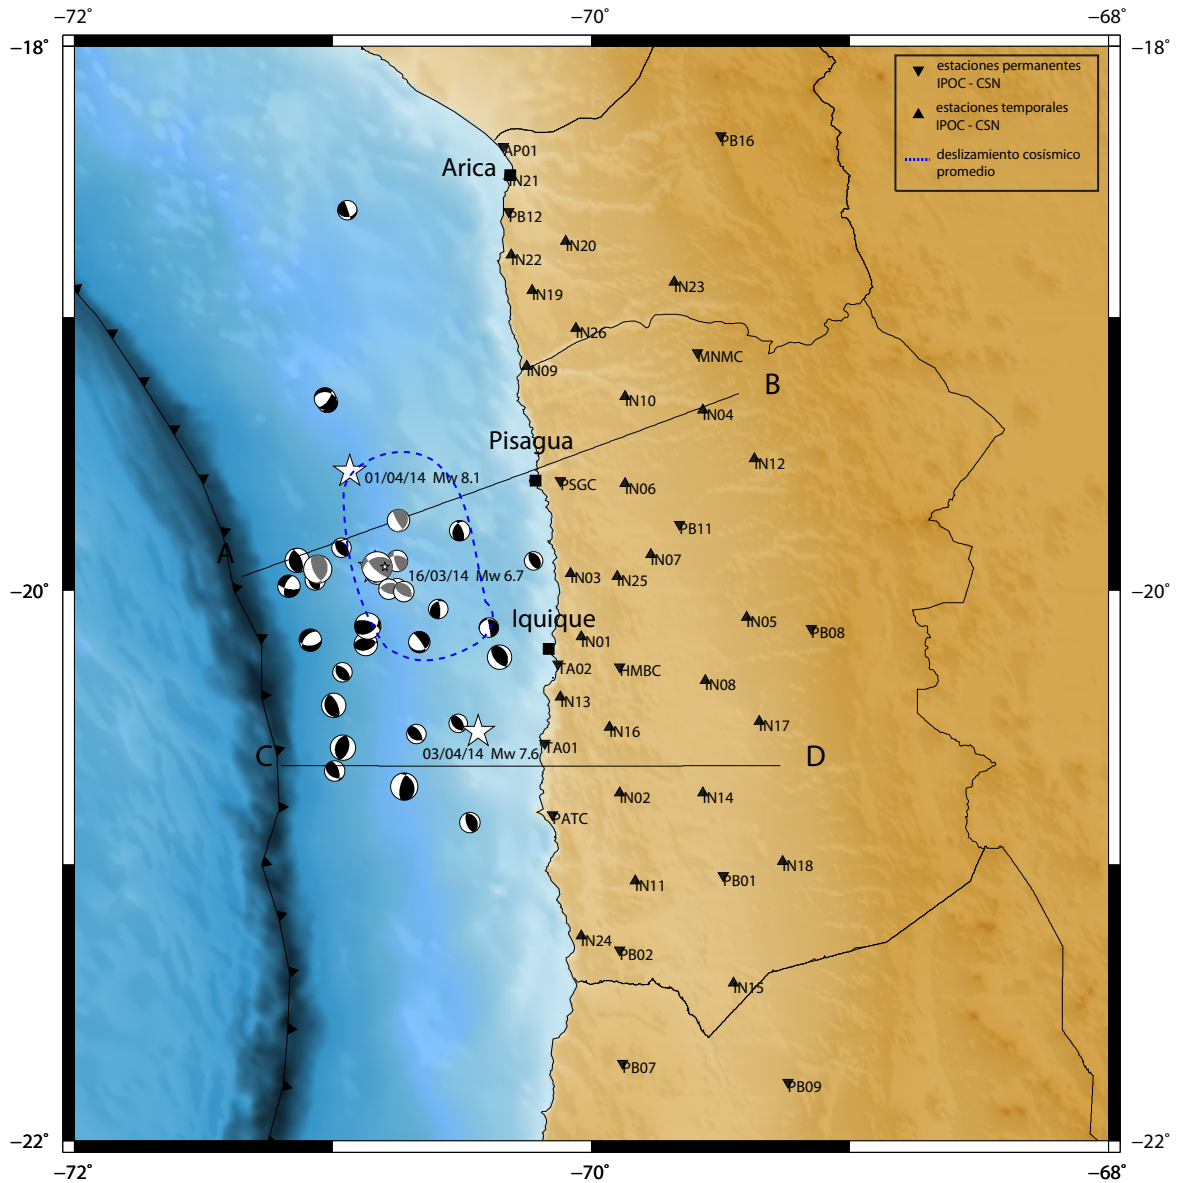 −72˚
−70˚
−68˚
−18˚
−18˚
estaciones permanentes
IPOC - CSN
estaciones temporales
IPOC - CSN
deslizamiento cosísmico
promedio
PB16
AP01
Arica
IN21
PB12
IN20
IN22
IN23
IN19
IN26
MNMC
IN09
B
IN10
IN04
Pisagua
IN12
01/04/14 Mw 8.1
PSGC
IN06
PB11
A
IN07
16/03/14 Mw 6.7
IN03
IN25
−20˚
−20˚
Iquique
IN05
PB08
IN01
TA02
HMBC
IN08
IN13
IN17
IN16
TA01
03/04/14 Mw 7.6
C
D
IN02
IN14
PATC
IN18
IN11
PB01
IN24
PB02
IN15
PB07
PB09
−22˚
−22˚
−72˚
−70˚
−68˚